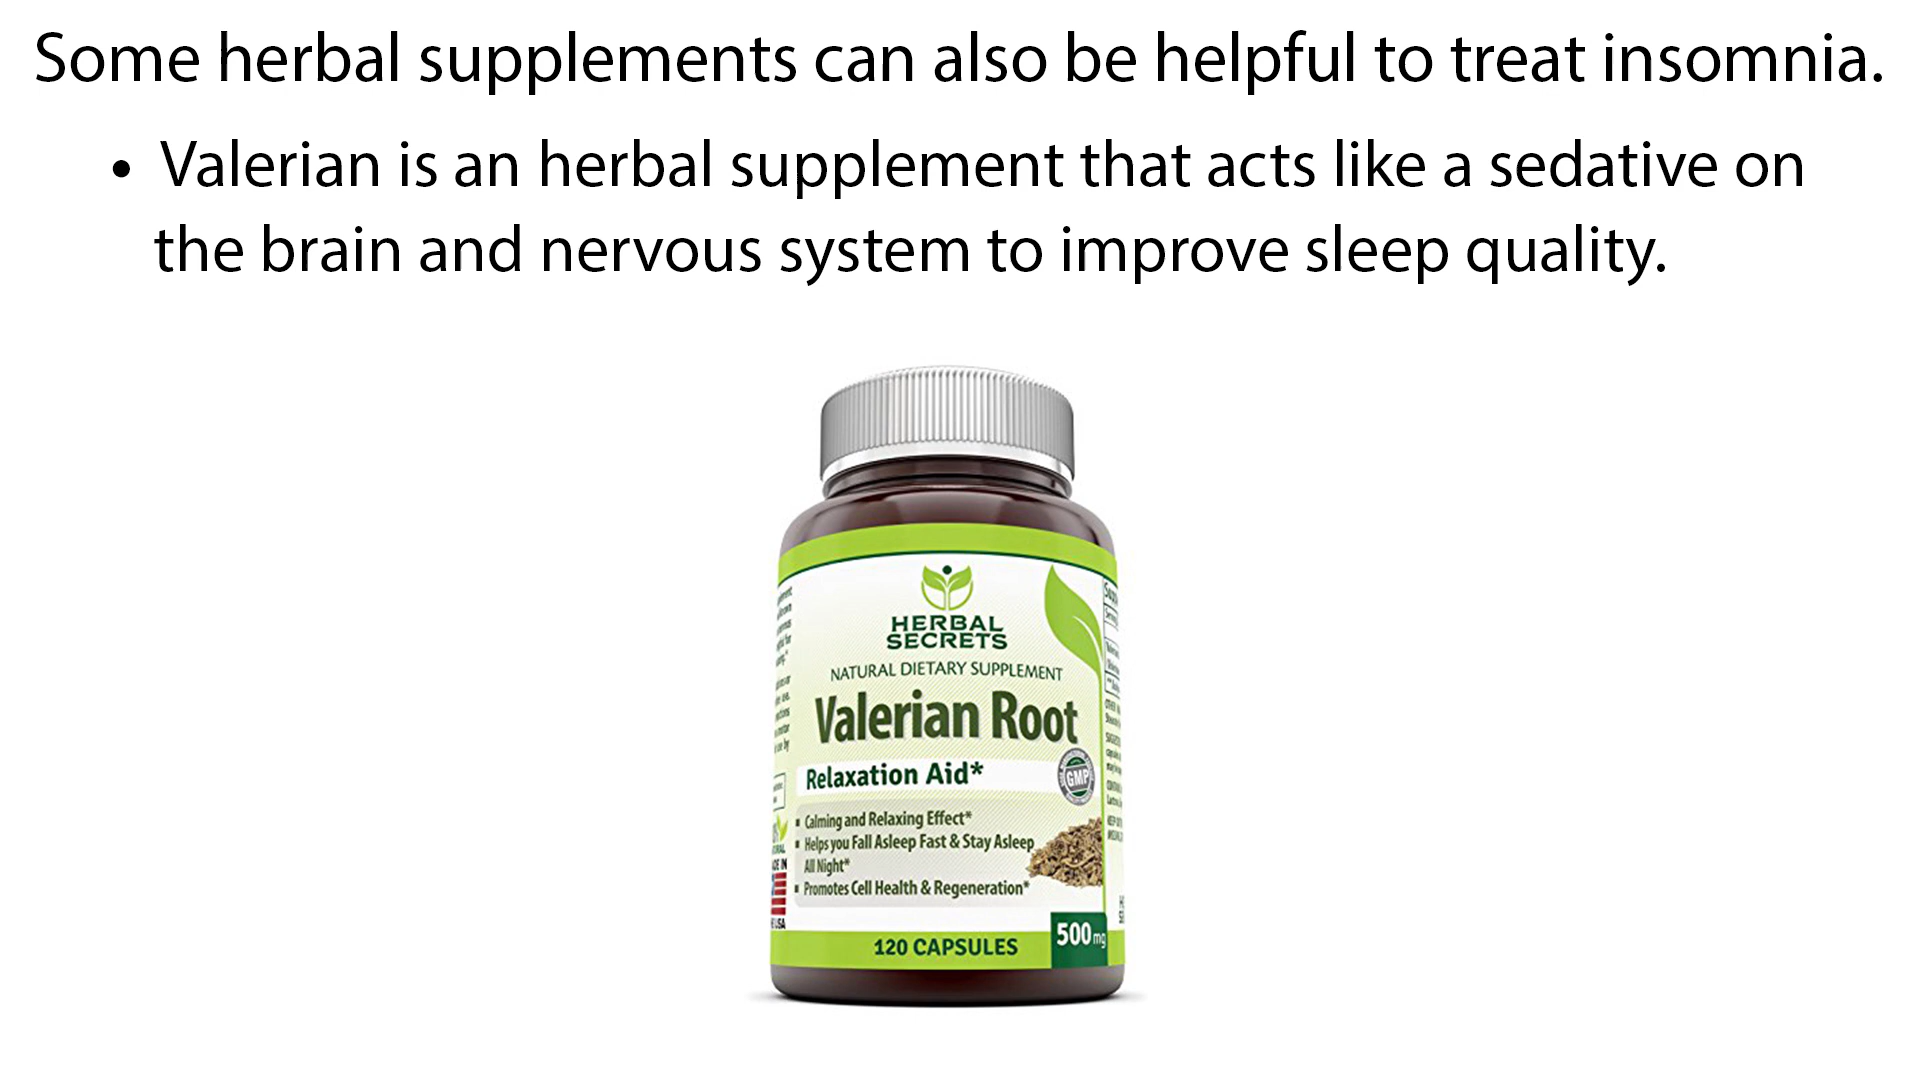 Some herbal supplements can also be helpful to treat insomnia.
• Valerian is an herbal supplement that acts like a sedative on
the brain and nervous system to improve sleep quality.
HERBAL
SECRETS
NATURAL DIETARY SUPPLEMENT
Valerian Root
Relaxation Aid*
GMP
▪ Calming and Relaxing Effect*
▪ Helps you Fall Asleep Fast & Stay Asleep
All Night*
▪ Promotes Cell Health & Regeneration*
120 CAPSULES
500 mg
USA